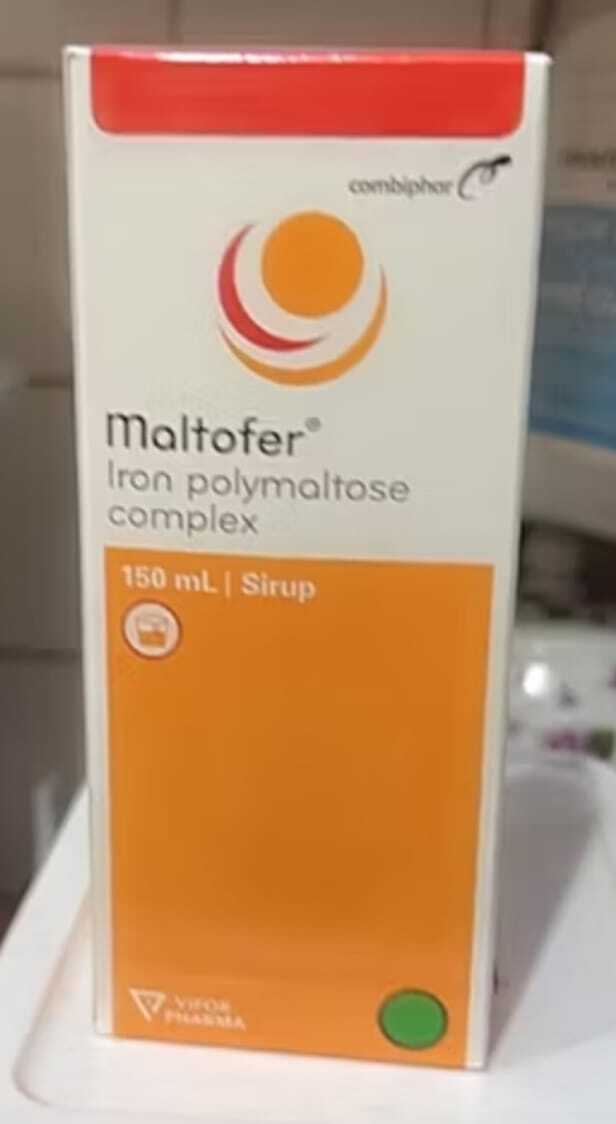 combiphar
Maltofer®
Iron polymaltose
complex
150 mL | Sirup
VIFOR
PHARMA